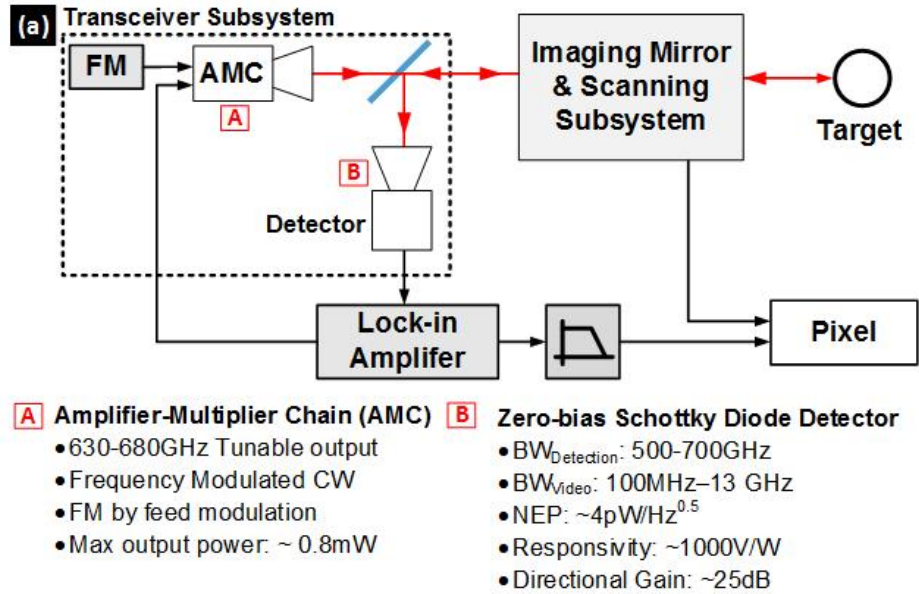 (a) Transceiver Subsystem
FM
AMC
A
Imaging Mirror
& Scanning
Subsystem
Target
B
Detector
Lock-in
Amplifer
Pixel
A Amplifier-Multiplier Chain (AMC)
•630-680GHz Tunable output
•Frequency Modulated CW
•FM by feed modulation
•Max output power: ~ 0.8mW
B Zero-bias Schottky Diode Detector
•BWDetection: 500-700GHz
•BWVideo: 100MHz–13 GHz
•NEP: ~4pW/Hz0.5
•Responsivity: ~1000V/W
•Directional Gain: ~25dB